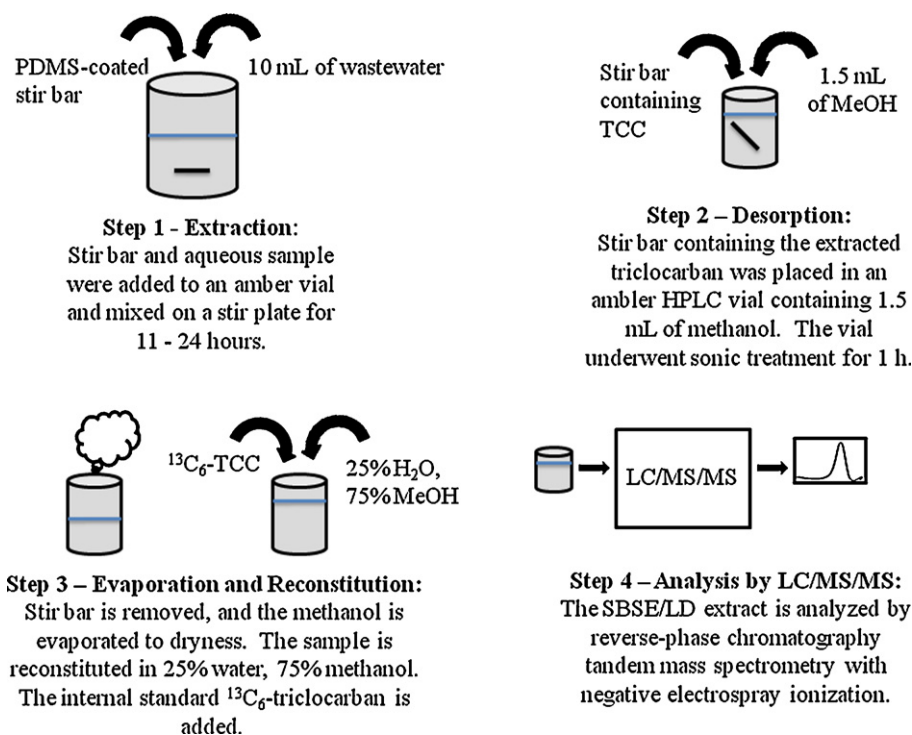 PDMS-coated
stir bar
10 mL of wastewater
Step 1 - Extraction:
Stir bar and aqueous sample
were added to an amber vial
and mixed on a stir plate for
11 - 24 hours.
Stir bar
containing
TCC
1.5 mL
of MeOH
Step 2 – Desorption:
Stir bar containing the extracted
triclocarban was placed in an
ambler HPLC vial containing 1.5
mL of methanol. The vial
underwent sonic treatment for 1 h.
¹³C₆-TCC
25% H₂O,
75% MeOH
Step 3 – Evaporation and Reconstitution:
Stir bar is removed, and the methanol is
evaporated to dryness. The sample is
reconstituted in 25% water, 75% methanol.
The internal standard ¹³C₆-triclocarban is
added.
LC/MS/MS
Step 4 – Analysis by LC/MS/MS:
The SBSE/LD extract is analyzed by
reverse-phase chromatography
tandem mass spectrometry with
negative electrospray ionization.